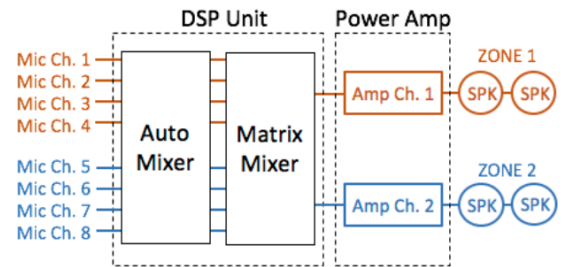 DSP Unit
Power Amp
Mic Ch. 1
Mic Ch. 2
Mic Ch. 3
Mic Ch. 4
Mic Ch. 5
Mic Ch. 6
Mic Ch. 7
Mic Ch. 8
Auto
Mixer
Matrix
Mixer
Amp Ch. 1
Amp Ch. 2
ZONE 1
SPK
SPK
ZONE 2
SPK
SPK